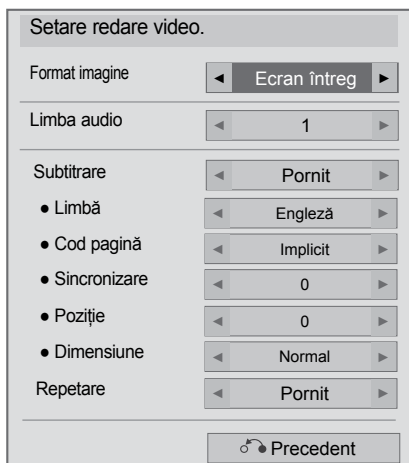 Setare redare video.
Format imagine ◄ Ecran întreg ►
Limba audio ◄ 1 ►
Subtitrare ◄ Pornit ►
● Limbă ◄ Engleză ►
● Cod pagină ◄ Implicit ►
● Sincronizare ◄ 0 ►
● Poziţie ◄ 0 ►
● Dimensiune ◄ Normal ►
Repetare ◄ Pornit ►
Precedent